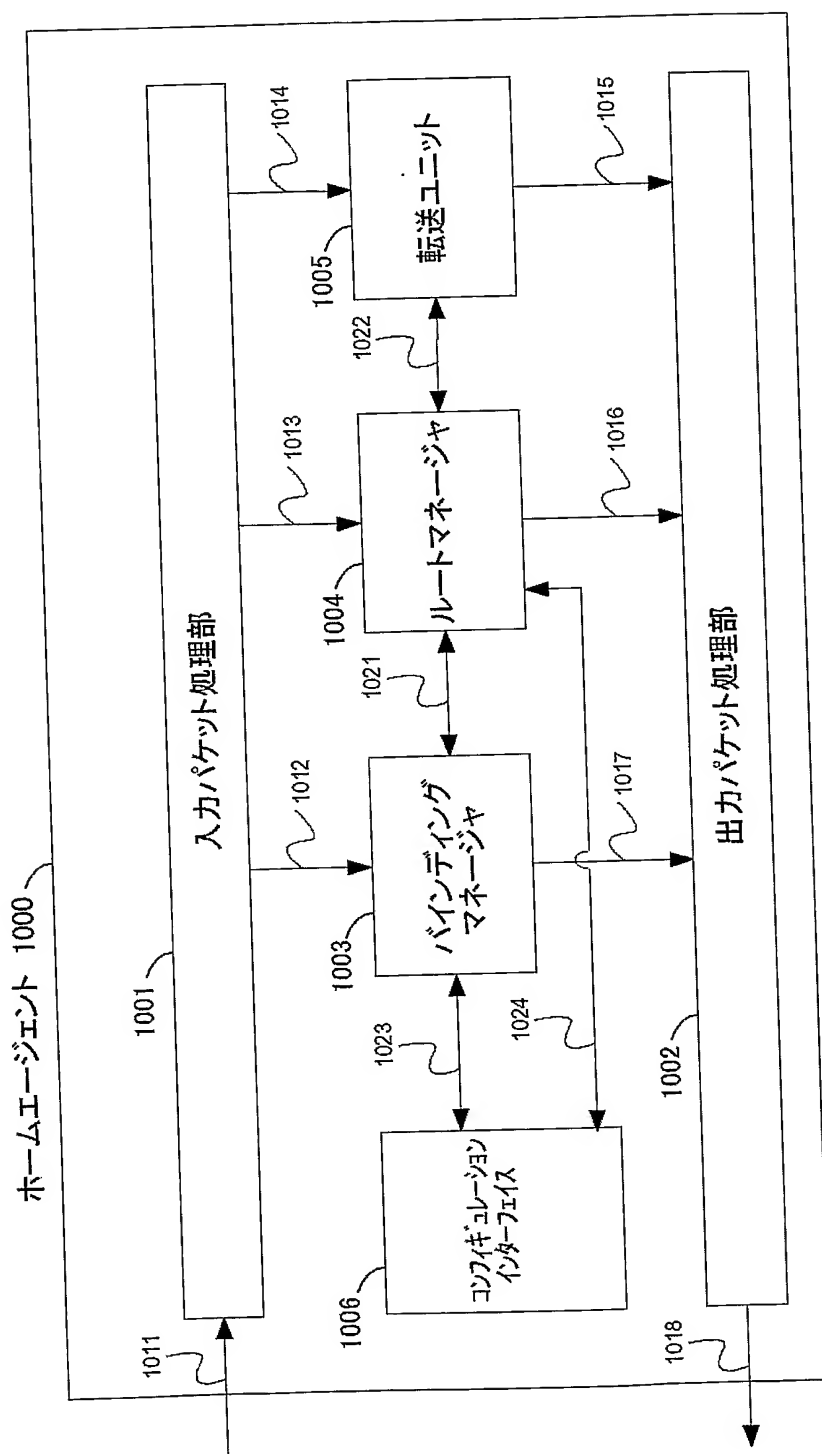 ホームエージェント 1000
1001
入力パケット処理部
1011
1012
1013
1014
コンフィギュレーション
インターフェイス
1006
1023
バインディング
マネージャ
1003
1021
ルートマネージャ
1004
1022
転送ユニット
1005
1024
1017
1016
1015
1002
出力パケット処理部
1018